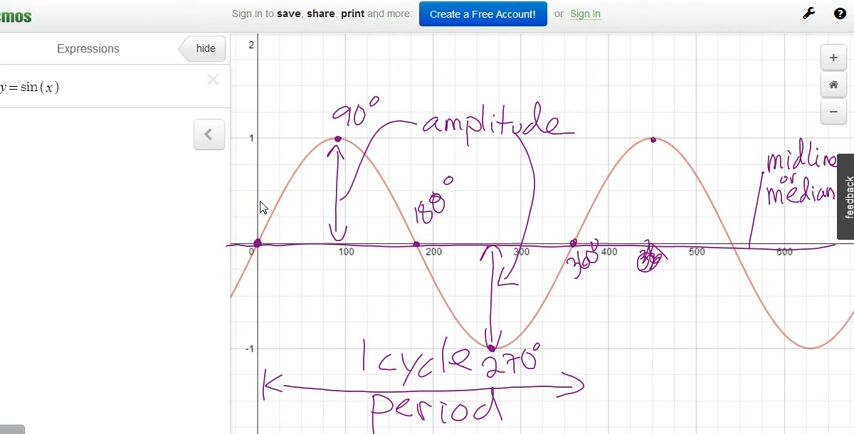 mos
Sign in to save, share, print and more: Create a Free Account! or Sign In
Expressions hide
y = sin(x)
2
1
0 100 200 300 400 600
-1
90°
amplitude
180°
midline
or
median
feedback
360°
270°
1 cycle
period